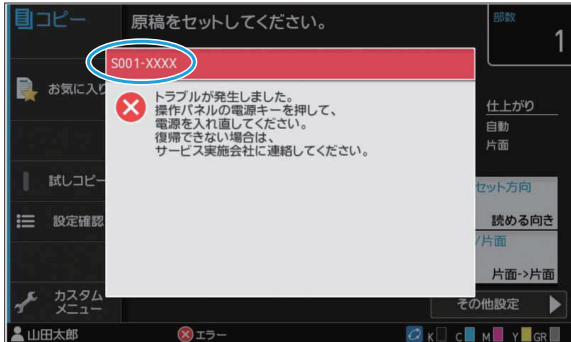 コピー
原稿をセットしてください。
部数
1
S001-XXXX
お気に入り
トラブルが発生しました。
操作パネルの電源キーを押して、
電源を入れ直してください。
復帰できない場合は、
サービス実施会社に連絡してください。
仕上がり
自動
片面
試しコピー
セット方向
読める向き
設定確認
/片面
片面->片面
カスタム
メニュー
その他設定
山田太郎
エラー
K C M Y GR